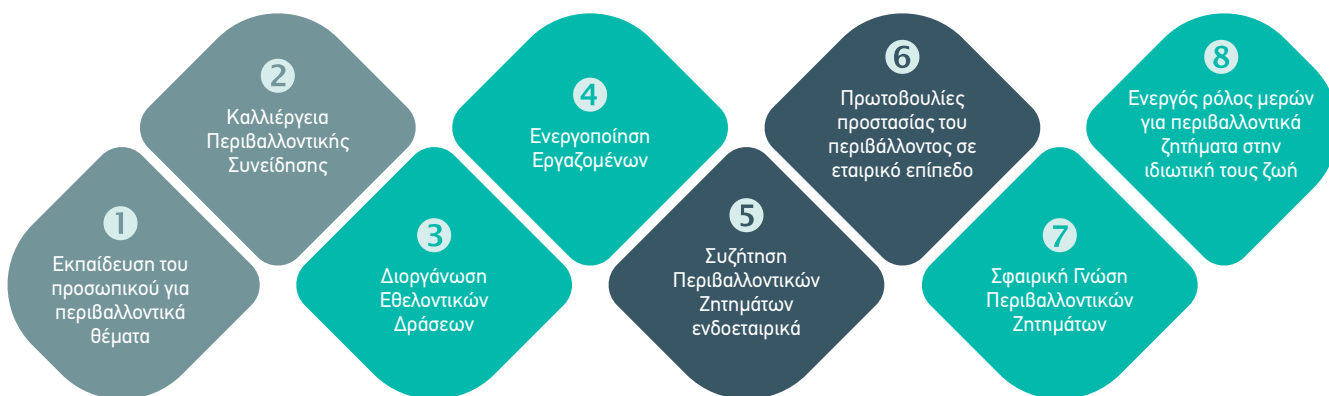 1
Εκπαίδευση του
προσωπικού για
περιβαλλοντικά
θέματα
2
Καλλιέργεια
Περιβαλλοντικής
Συνείδησης
3
Διοργάνωση
Εθελοντικών
Δράσεων
4
Ενεργοποίηση
Εργαζομένων
5
Συζήτηση
Περιβαλλοντικών
Ζητημάτων
ενδοεταιρικά
6
Πρωτοβουλίες
προστασίας του
περιβάλλοντος σε
εταιρικό επίπεδο
7
Σφαιρική Γνώση
Περιβαλλοντικών
Ζητημάτων
8
Ενεργός ρόλος μερών
για περιβαλλοντικά
ζητήματα στην
ιδιωτική τους ζωή